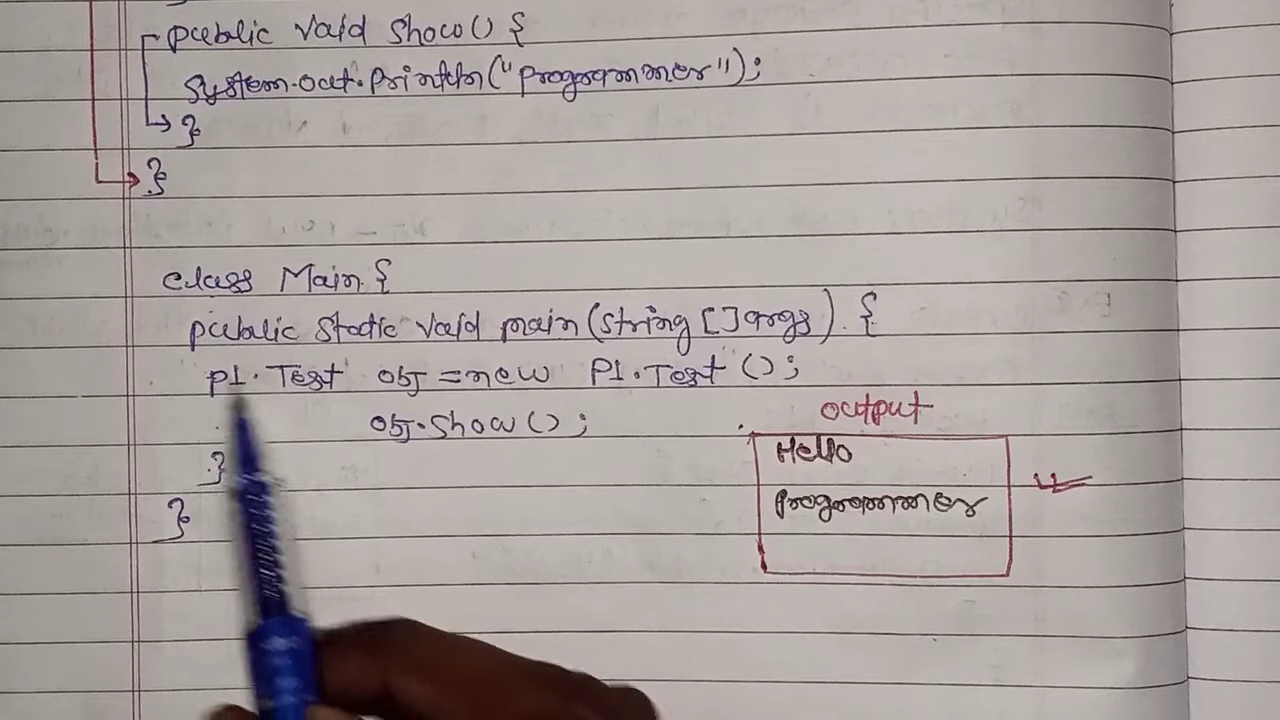 public void show() {
System.out.println("Programmer");
}
}
class Main {
public static void main(string []args) {
P1.Test obj = new P1.Test ();
obj.show();
}
}
output
Hello
Programmer